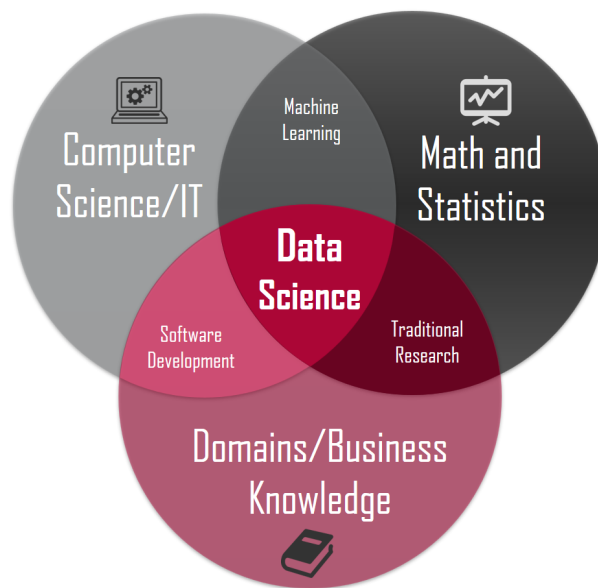 Machine
Learning
Computer
Science/IT
Math and
Statistics
Data
Science
Software
Development
Traditional
Research
Domains/Business
Knowledge